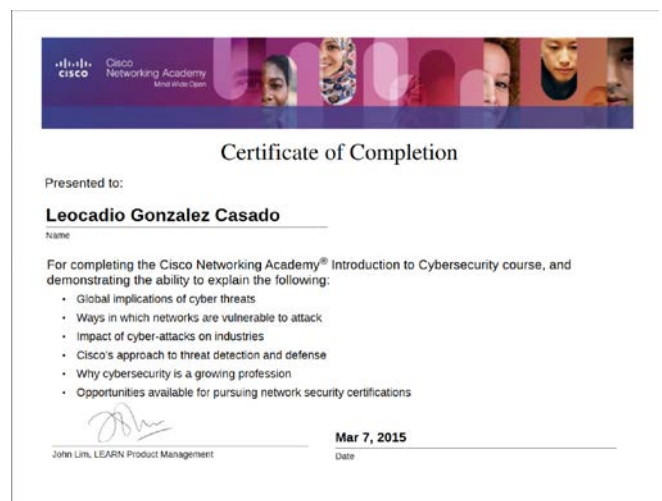 Cisco
CISCO Networking Academy
Mind Wide Open
Certificate of Completion
Presented to:
Leocadio Gonzalez Casado
Name
For completing the Cisco Networking Academy® Introduction to Cybersecurity course, and
demonstrating the ability to explain the following:
• Global implications of cyber threats
• Ways in which networks are vulnerable to attack
• Impact of cyber-attacks on industries
• Cisco's approach to threat detection and defense
• Why cybersecurity is a growing profession
• Opportunities available for pursuing network security certifications
Mar 7, 2015
John Lim, LEARN Product Management
Date